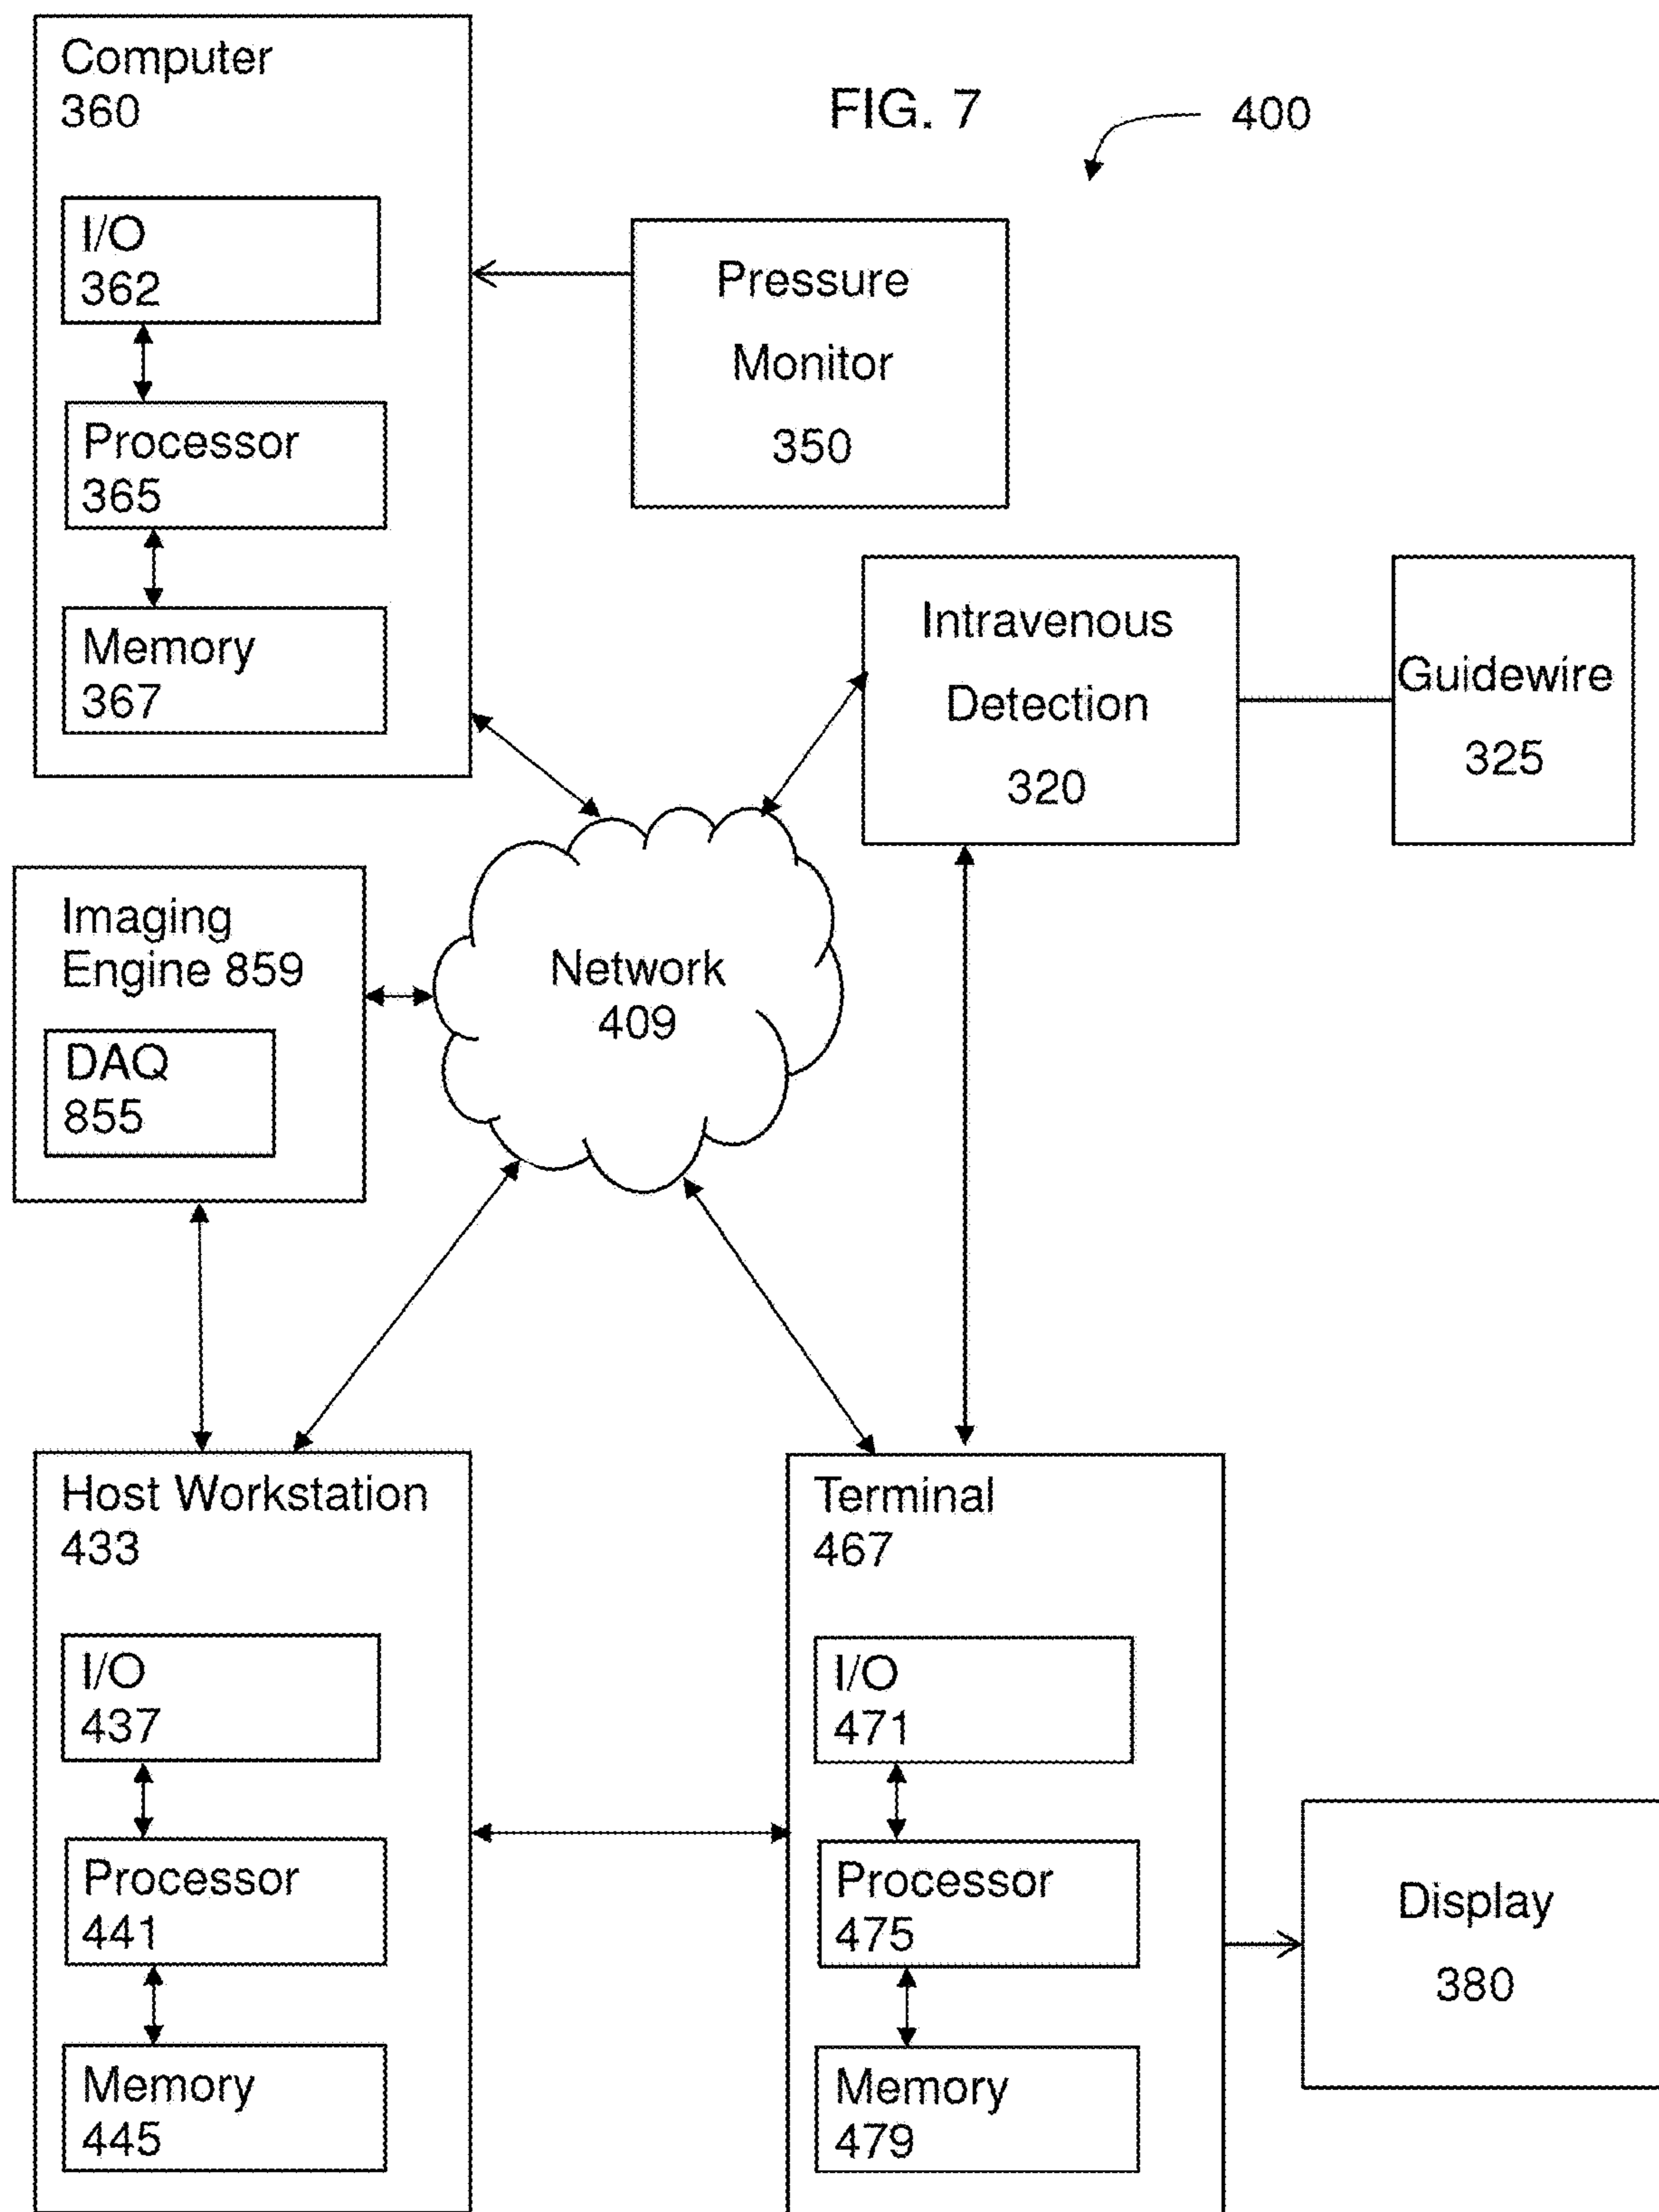 Computer
360
FIG. 7
400
I/O
362
Pressure
Monitor
350
Processor
365
Memory
367
Intravenous
Detection
320
Guidewire
325
Imaging
Engine 859
DAQ
855
Network
409
Host Workstation
433
I/O
437
Processor
441
Memory
445
Terminal
467
I/O
471
Processor
475
Memory
479
Display
380